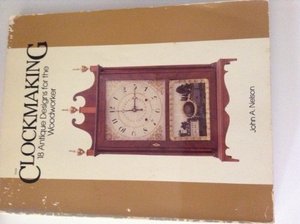 CLOCKMAKING
18 Antique Designs for the
Woodworker
John A. Nelson